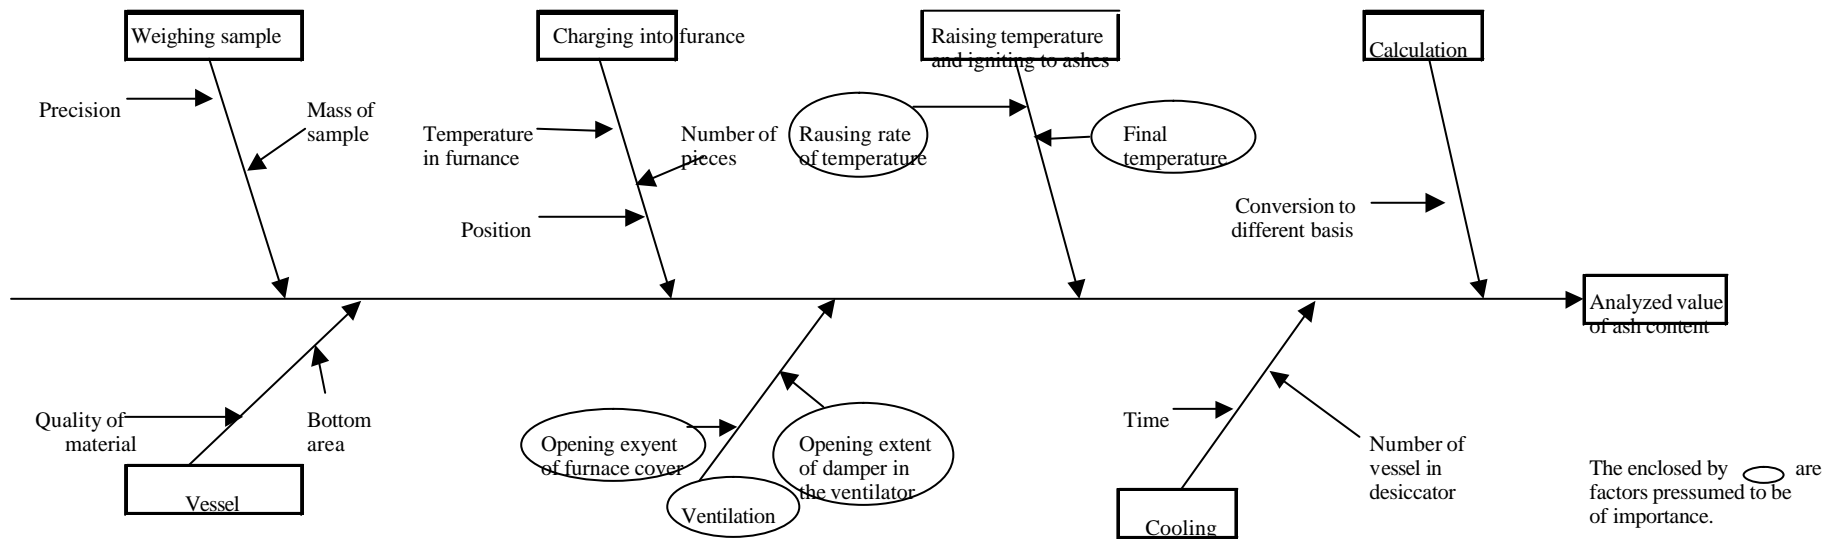 Weighing sample
Charging into furance
Raising temperature
and igniting to ashes
Calculation
Precision
Mass of
sample
Temperature
in furnance
Number of
pieces
Position
Rausing rate
of temperature
Final
temperature
Conversion to
different basis
Analyzed value
of ash content
Quality of
material
Bottom
area
Vessel
Opening exyent
of furnace cover
Opening extent
of damper in
the ventilator
Ventilation
Time
Number of
vessel in
desiccator
Cooling
The enclosed by are
factors pressumed to be
of importance.